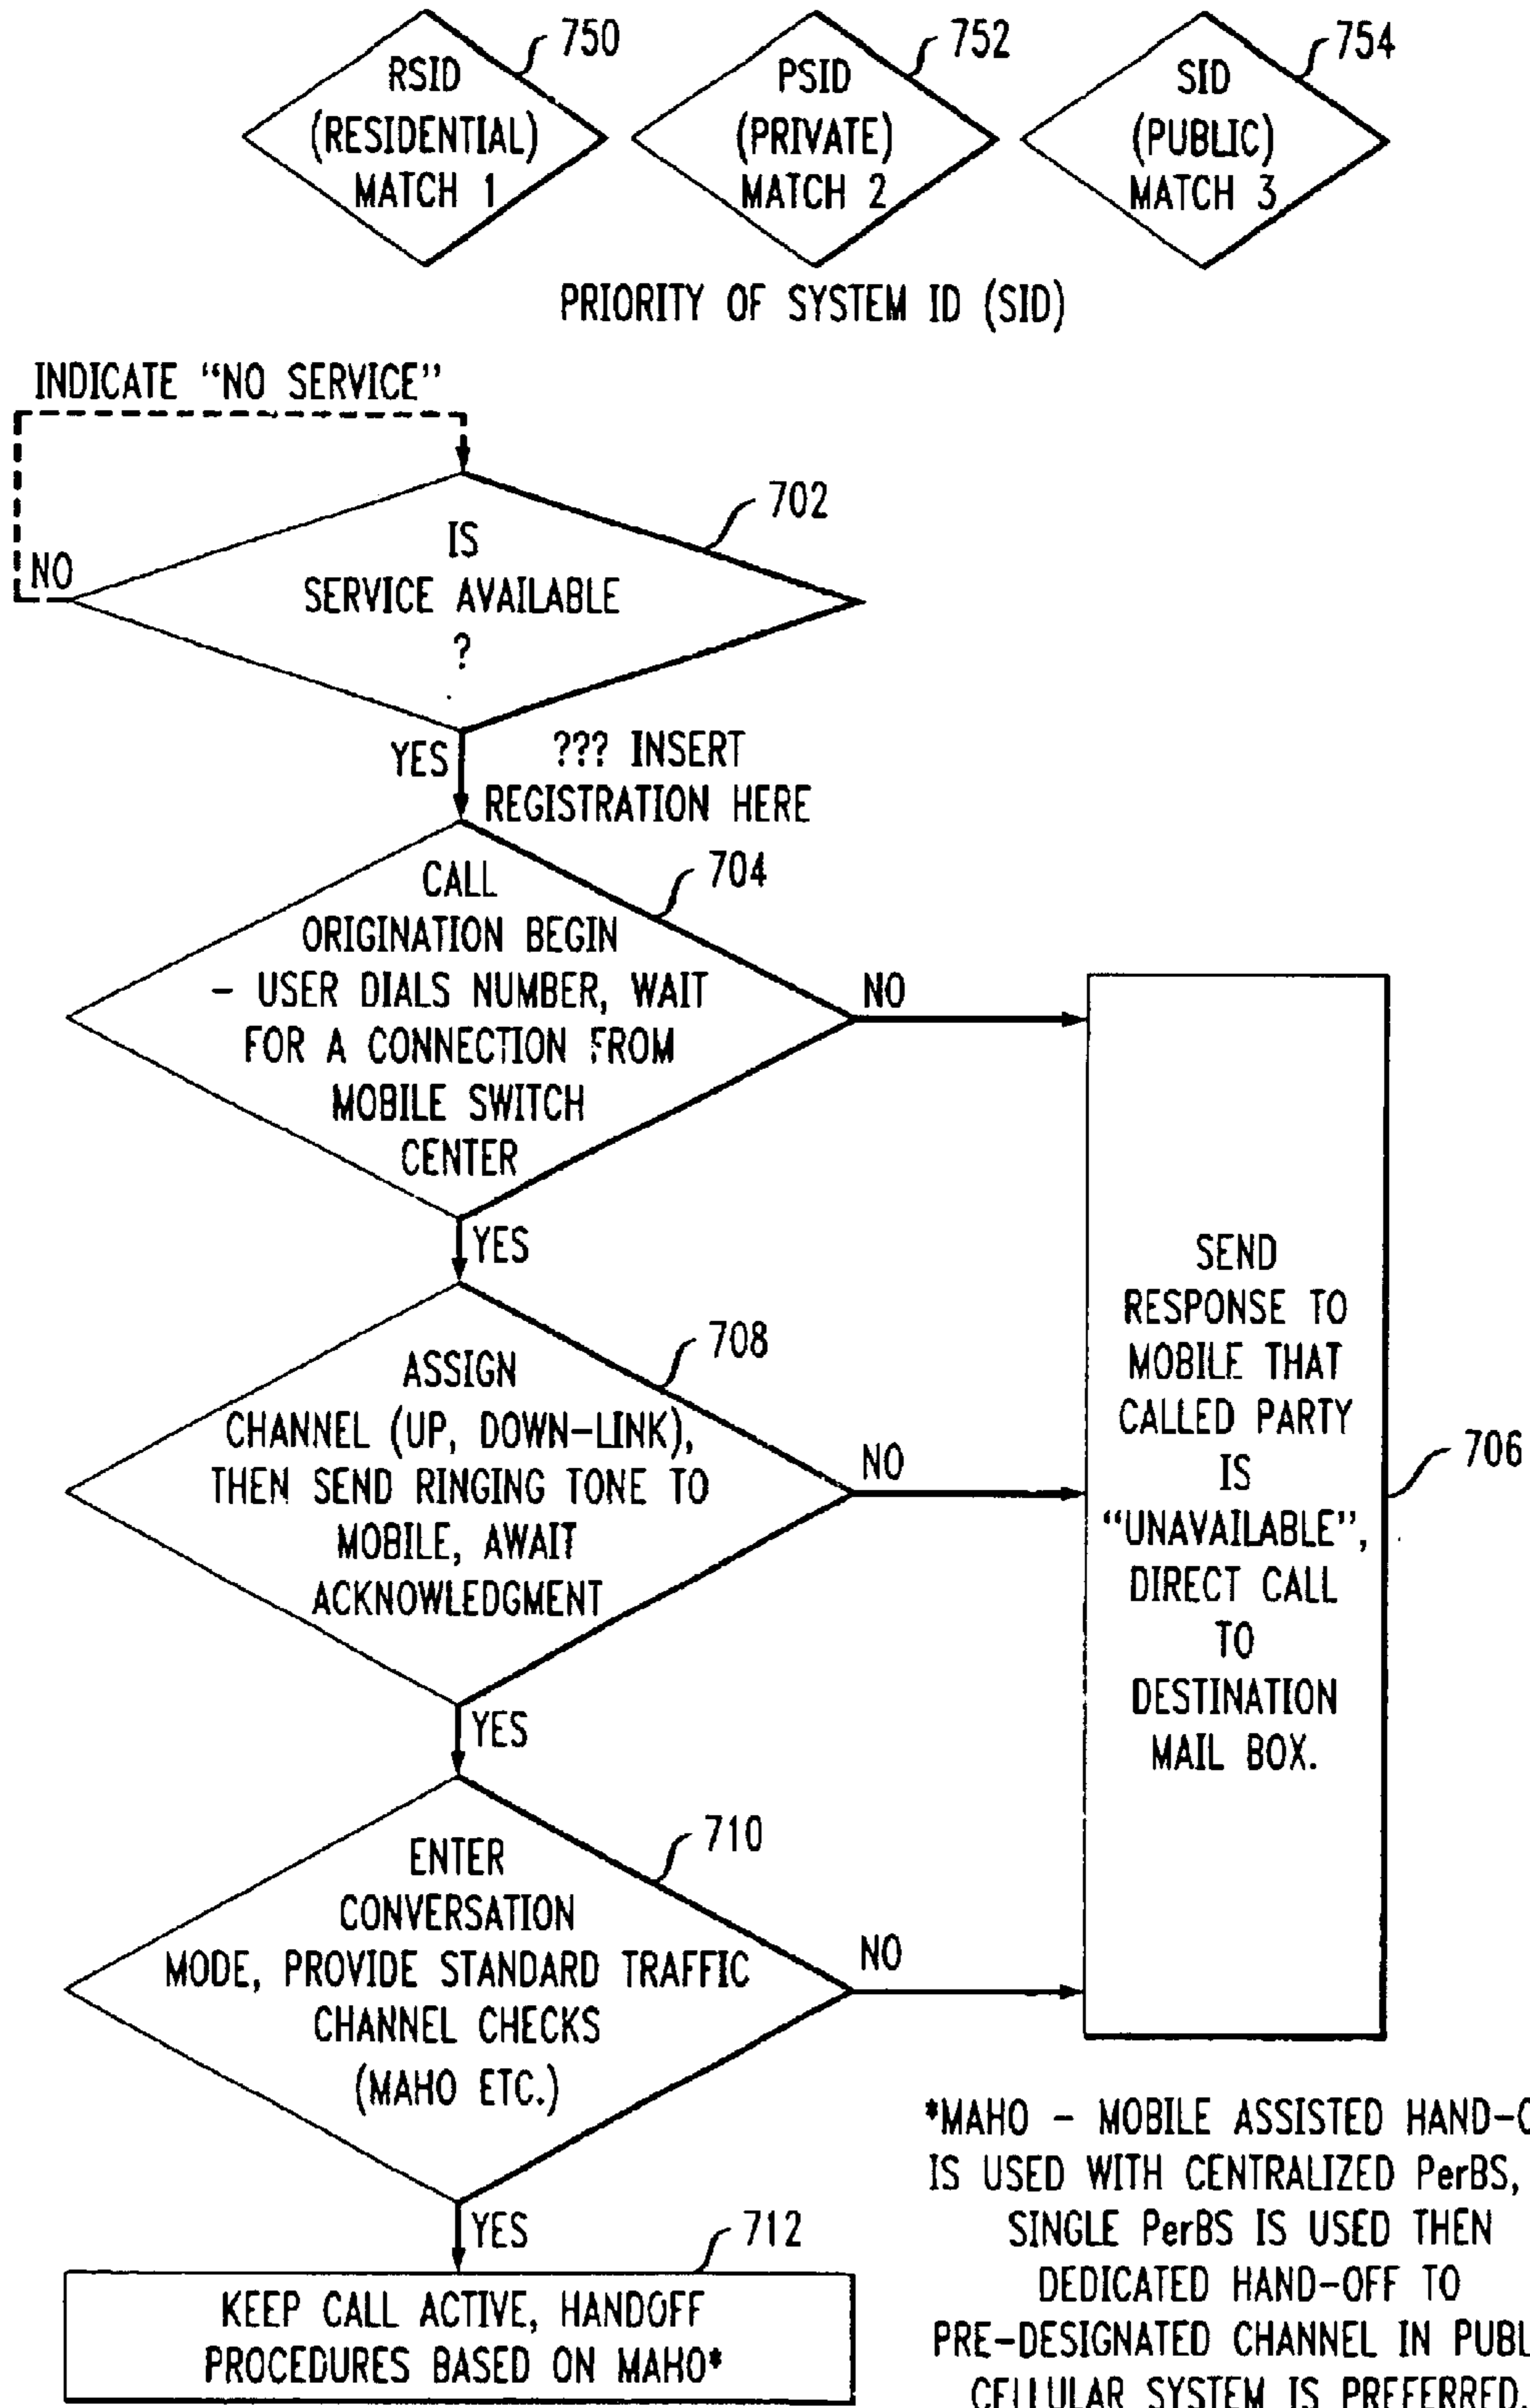 750
752
754
RSID
(RESIDENTIAL)
MATCH 1
PSID
(PRIVATE)
MATCH 2
SID
(PUBLIC)
MATCH 3
PRIORITY OF SYSTEM ID (SID)
INDICATE “NO SERVICE”
702
IS
SERVICE AVAILABLE
?
NO
YES
??? INSERT
REGISTRATION HERE
704
CALL
ORIGINATION BEGIN
– USER DIALS NUMBER, WAIT
FOR A CONNECTION FROM
MOBILE SWITCH
CENTER
NO
YES
708
ASSIGN
CHANNEL (UP, DOWN–LINK),
THEN SEND RINGING TONE TO
MOBILE, AWAIT
ACKNOWLEDGMENT
NO
YES
SEND
RESPONSE TO
MOBILE THAT
CALLED PARTY
IS
“UNAVAILABLE”,
DIRECT CALL
TO
DESTINATION
MAIL BOX.
706
710
ENTER
CONVERSATION
MODE, PROVIDE STANDARD TRAFFIC
CHANNEL CHECKS
(MAHO ETC.)
NO
YES
712
KEEP CALL ACTIVE, HANDOFF
PROCEDURES BASED ON MAHO*
*MAHO – MOBILE ASSISTED
IS USED WITH CENTRALIZED PerBS,
SINGLE PerBS IS USED THEN
DEDICATED HAND–OFF TO
PRE–DESIGNATED CHANNEL IN
CELLULAR SYSTEM IS PREFERRED.